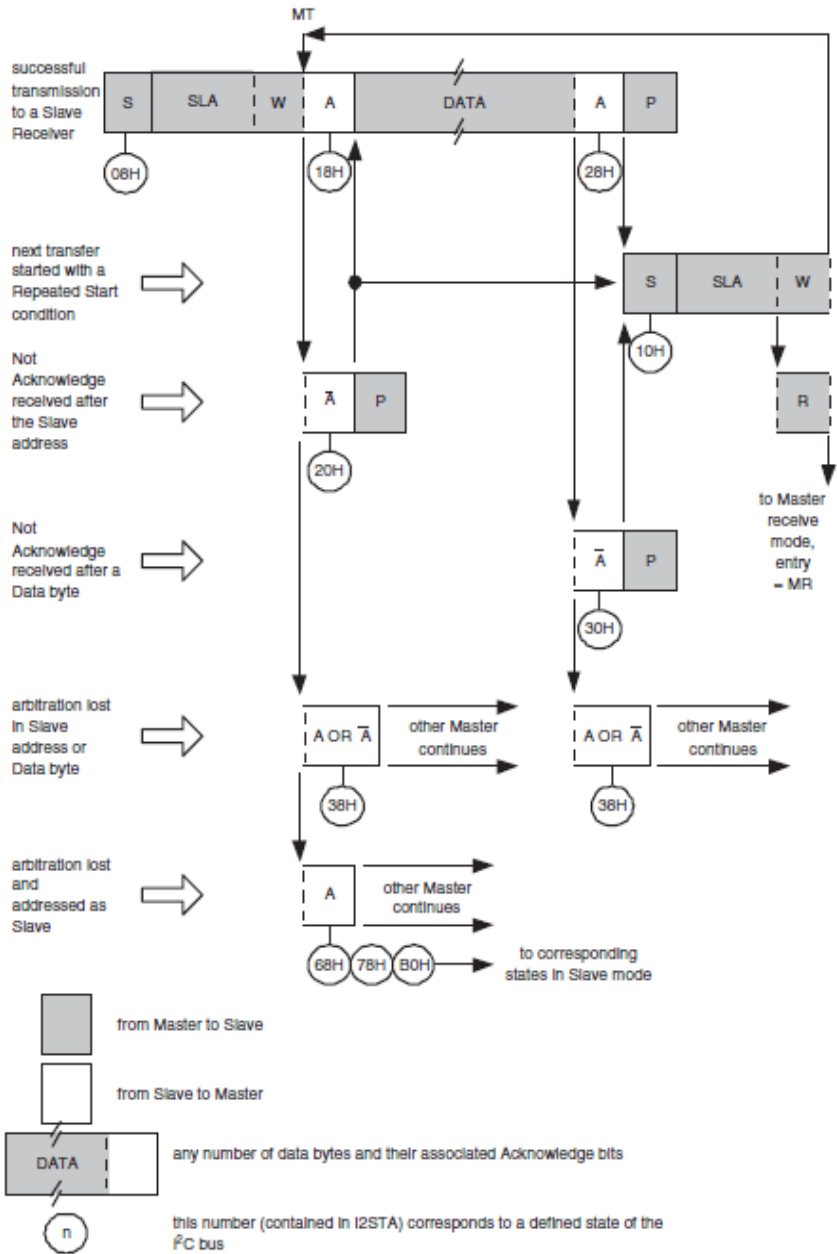 MT
successful
transmission
to a Slave
Receiver
S SLA W A DATA A P
08H 18H 28H
next transfer
started with a
Repeated Start
condition
S SLA W
10H
Not
Acknowledge
received after
the Slave
address
A̅ P
R
20H
to Master
receive
mode,
entry
= MR
Not
Acknowledge
received after a
Data byte
A̅ P
30H
arbitration lost
in Slave
address or
Data byte
A OR A̅
other Master
continues
A OR A̅
other Master
continues
38H 38H
arbitration lost
and
addressed as
Slave
A
other Master
continues
68H 78H B0H
to corresponding
states in Slave mode
from Master to Slave
from Slave to Master
DATA
any number of data bytes and their associated Acknowledge bits
n
this number (contained in I2STA) corresponds to a defined state of the
I²C bus